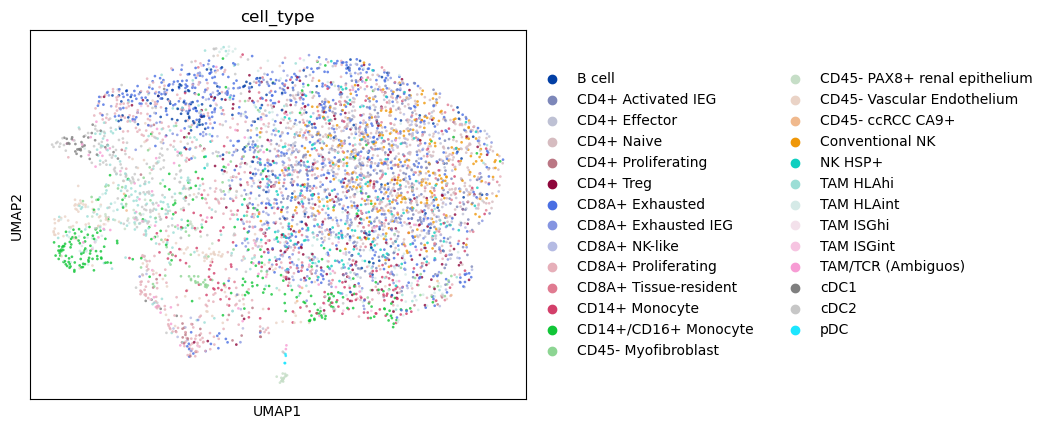 cell_type
UMAP2
UMAP1
B cell
CD4+ Activated IEG
CD4+ Effector
CD4+ Naive
CD4+ Proliferating
CD4+ Treg
CD8A+ Exhausted
CD8A+ Exhausted IEG
CD8A+ NK-like
CD8A+ Proliferating
CD8A+ Tissue-resident
CD14+ Monocyte
CD14+/CD16+ Monocyte
CD45- Myofibroblast
CD45- PAX8+ renal epithelium
CD45- Vascular Endothelium
CD45- ccRCC CA9+
Conventional NK
NK HSP+
TAM HLAhi
TAM HLAint
TAM ISGhi
TAM ISGint
TAM/TCR (Ambiguos)
cDC1
cDC2
pDC